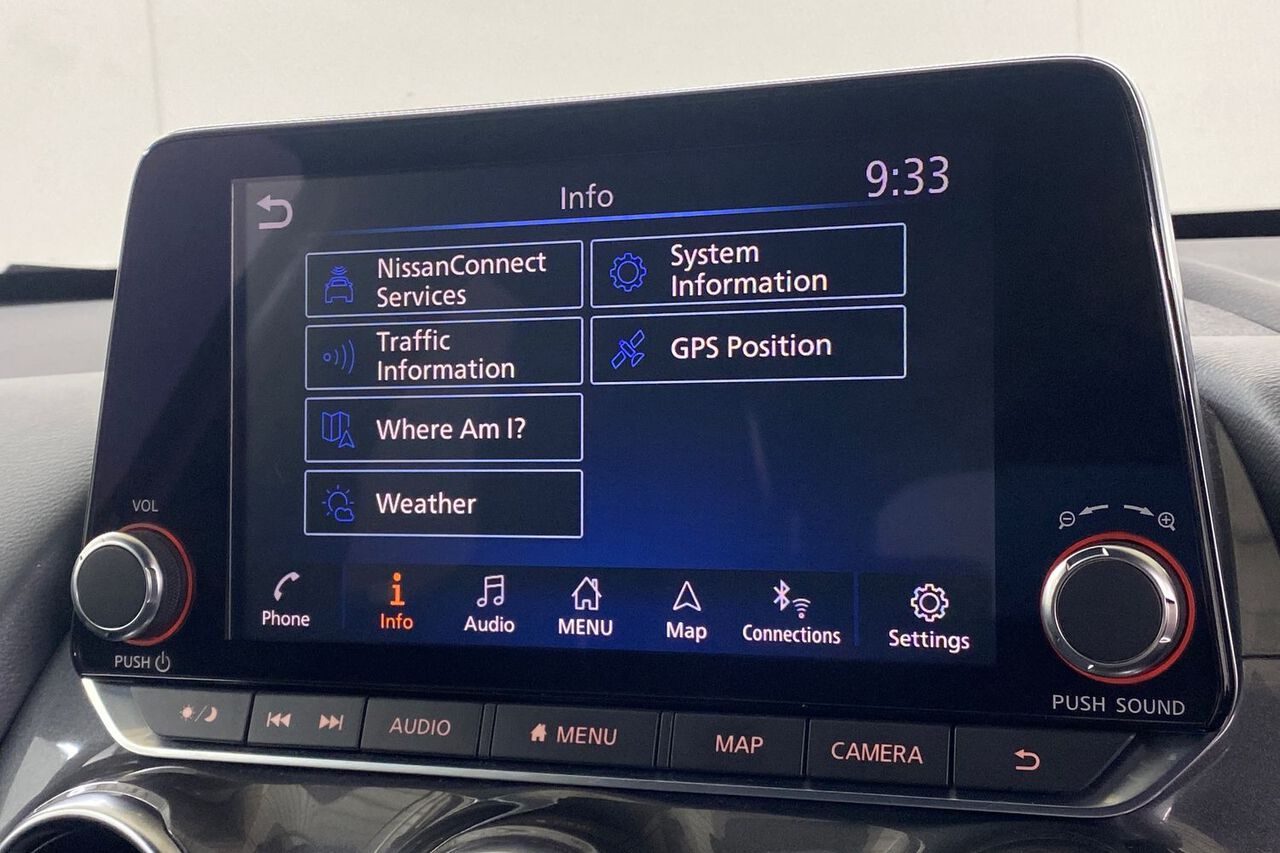 Info
9:33
NissanConnect
Services
System
Information
Traffic
Information
GPS Position
Where Am I?
Weather
VOL
PUSH
Phone
Info
Audio
MENU
Map
Connections
Settings
PUSH SOUND
AUDIO
MENU
MAP
CAMERA